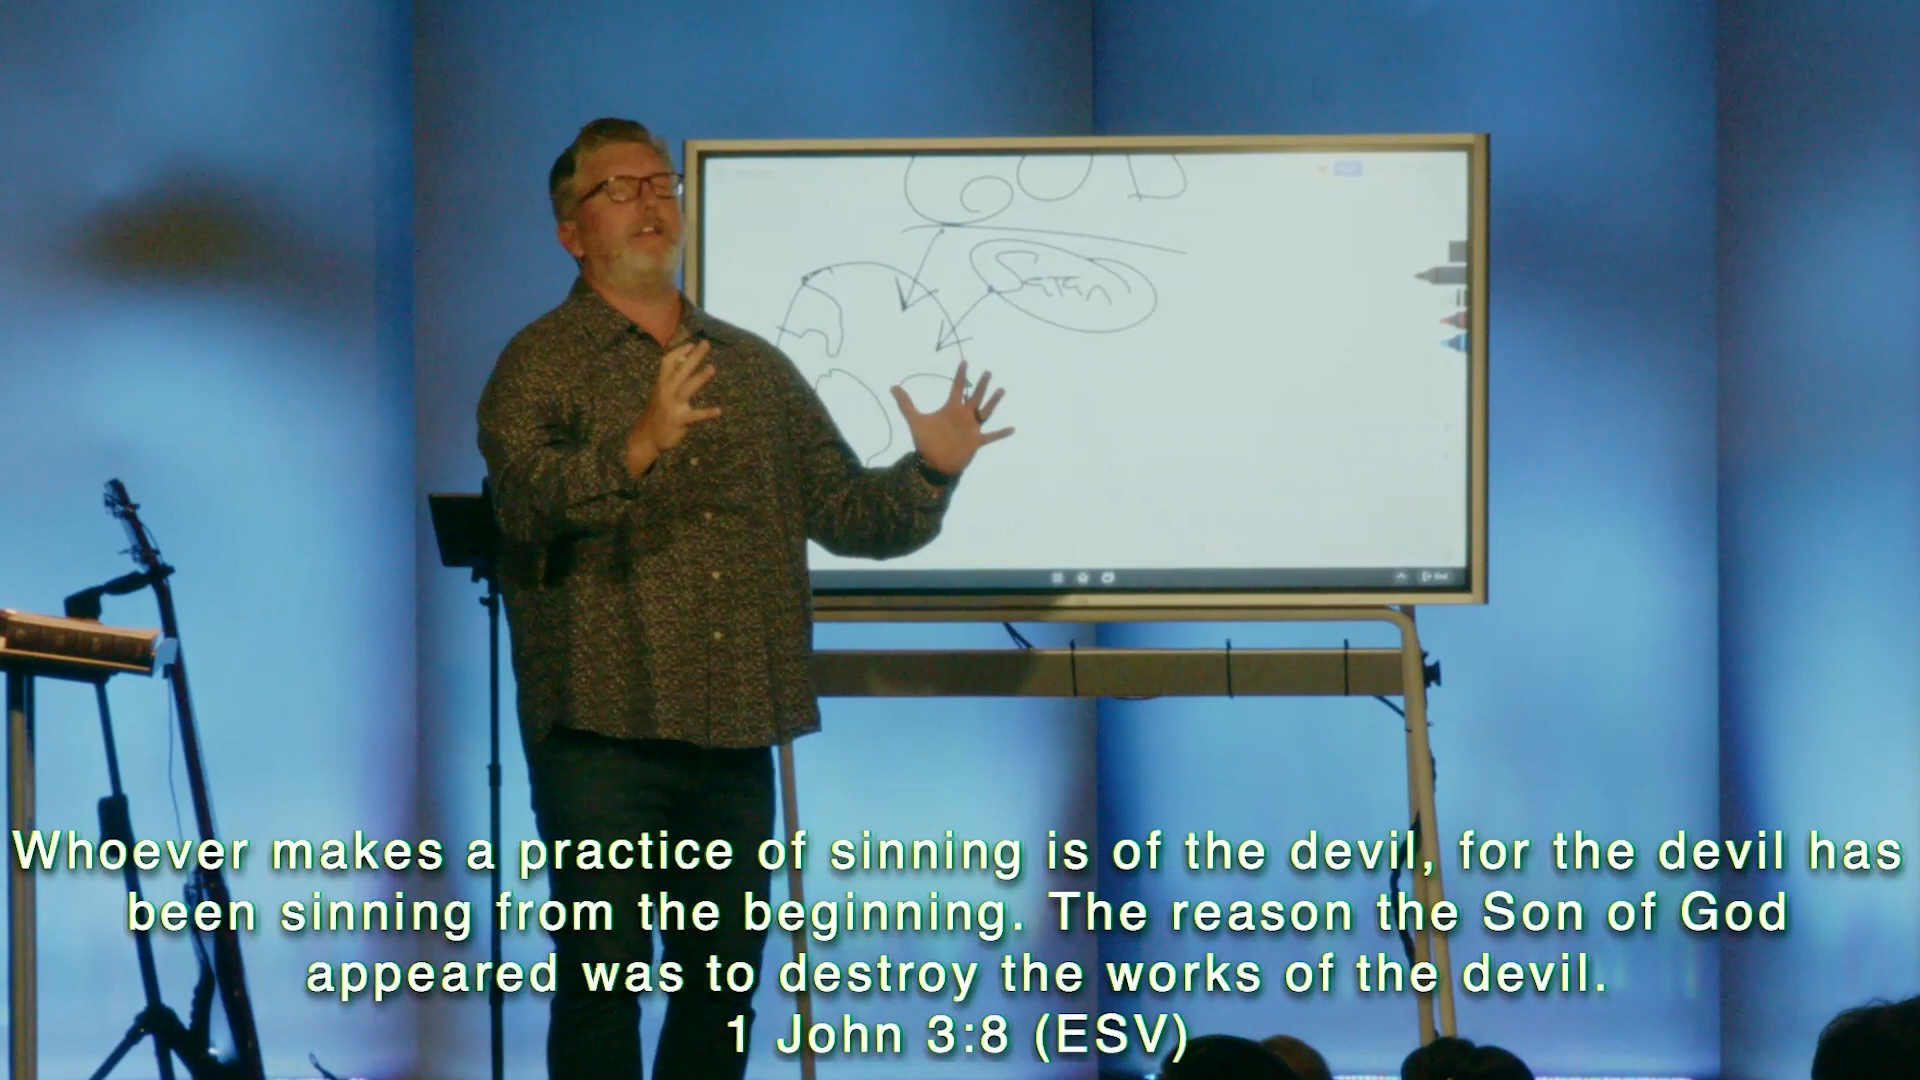 GOD
Satan
Whoever makes a practice of sinning is of the devil, for the devil has
been sinning from the beginning. The reason the Son of God
appeared was to destroy the works of the devil.
1 John 3:8 (ESV)